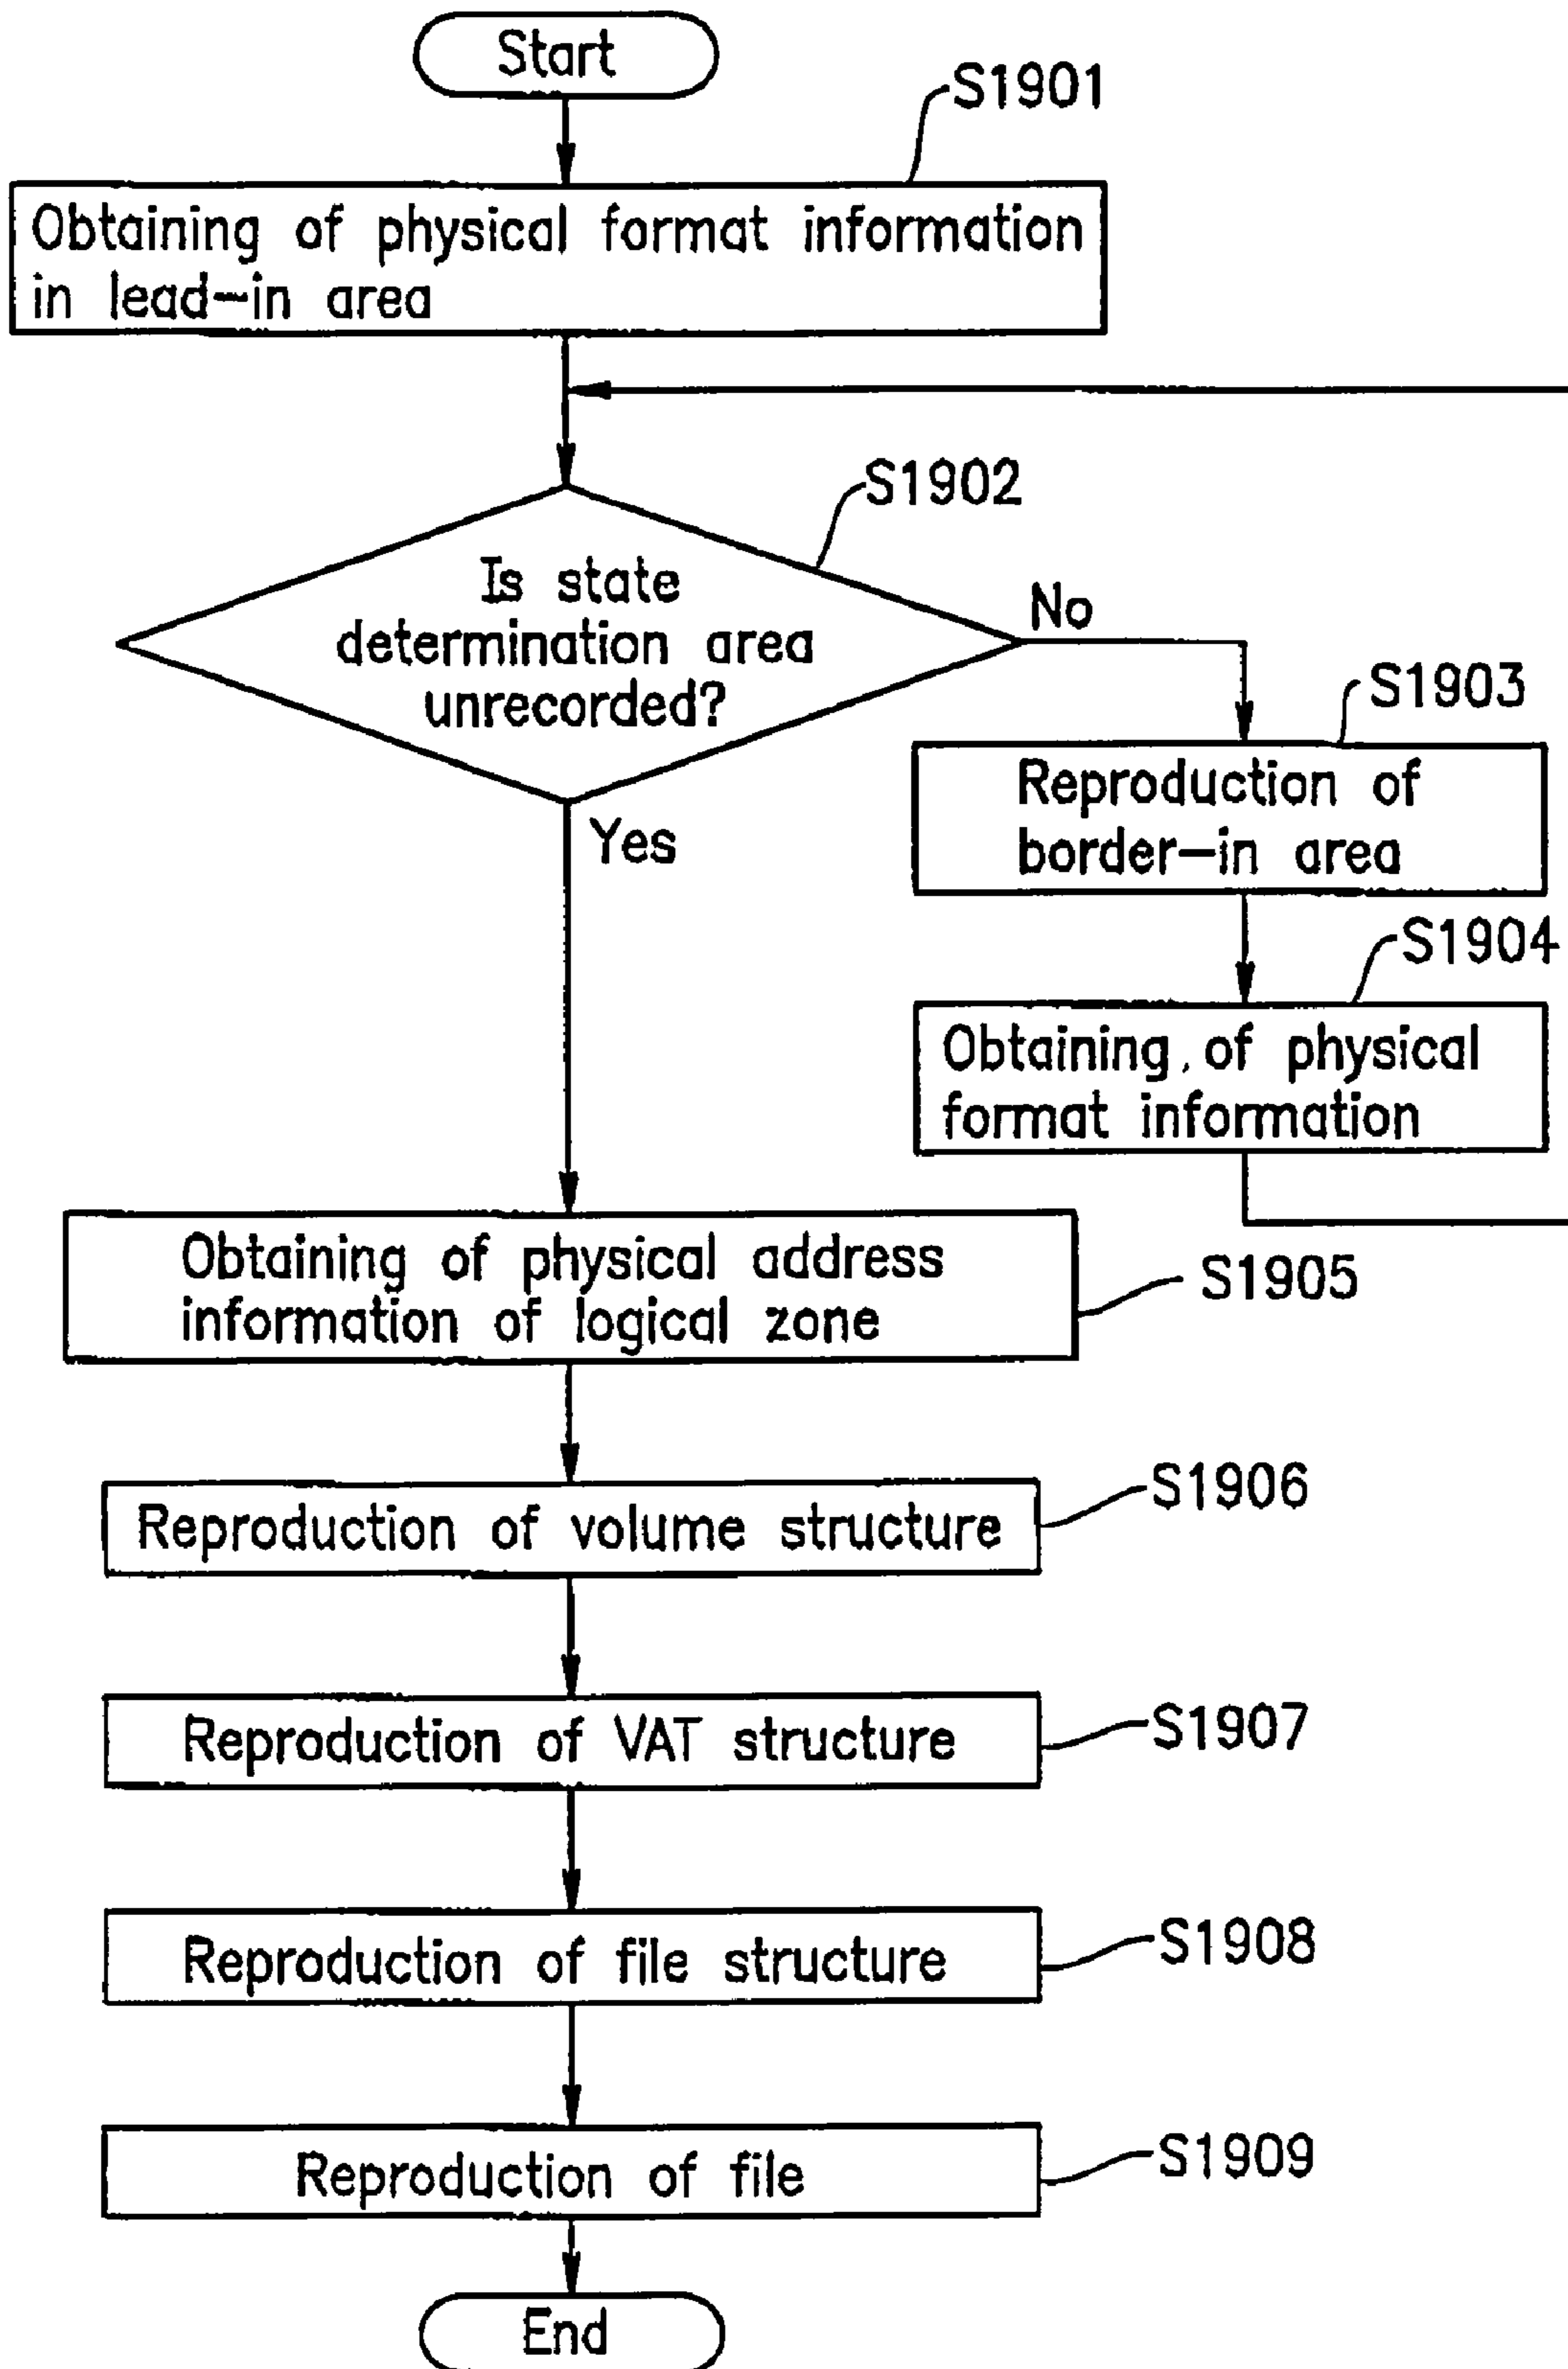 Start
S1901
Obtaining of physical format information
in lead-in area
S1902
Is state
determination area
unrecorded?
No
Yes
S1903
Reproduction of
border-in area
S1904
Obtaining of physical
format information
Obtaining of physical address
information of logical zone
S1905
Reproduction of volume structure
S1906
Reproduction of VAT structure
S1907
Reproduction of file structure
S1908
Reproduction of file
S1909
End